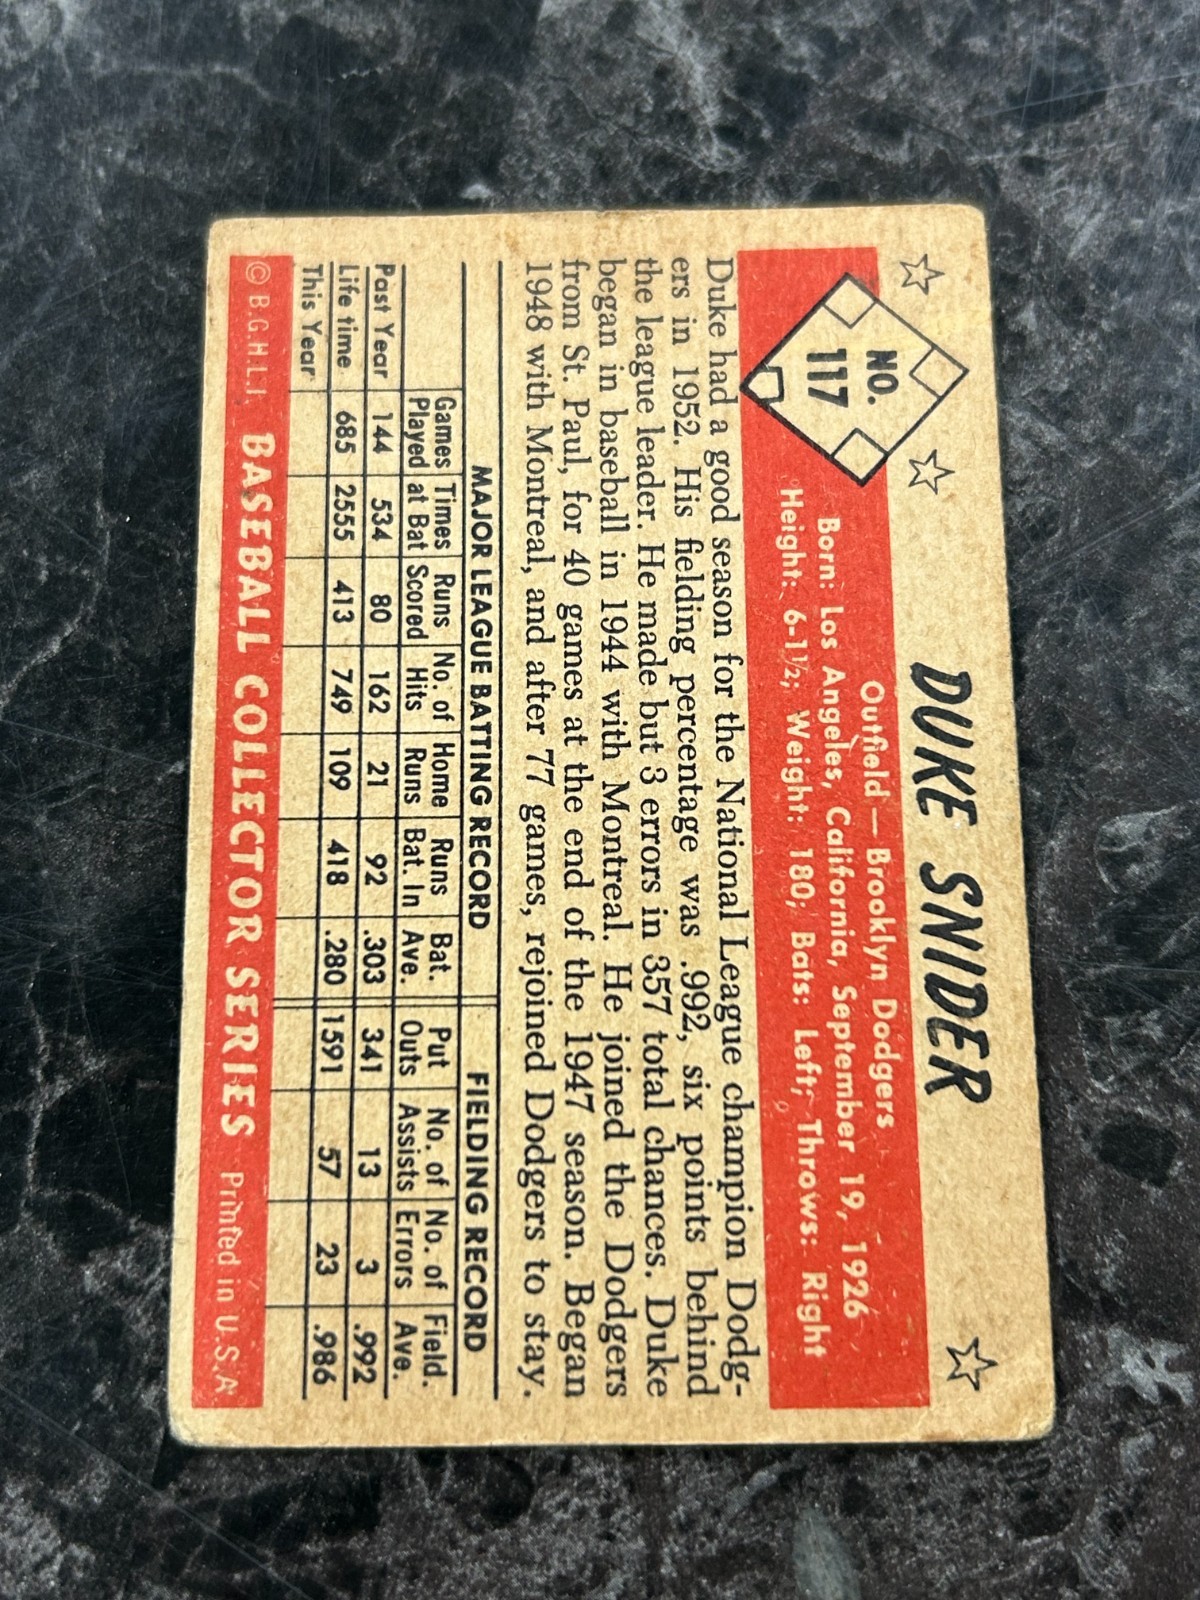 DUKE SNIDER
NO.
117
Outfield — Brooklyn Dodgers
Born: Los Angeles, California, September 19, 1926
Height: 6-1½; Weight: 180; Bats: Left; Throws: Right
Duke had a good season for the National League champion Dodg-
ers in 1952. His fielding percentage was .992, six points behind
the league leader. He made but 3 errors in 357 total chances. Duke
began in baseball in 1944 with Montreal. He joined the Dodgers
from St. Paul, for 40 games at the end of the 1947 season. Began
1948 with Montreal, and after 77 games, rejoined Dodgers to stay.
MAJOR LEAGUE BATTING RECORD FIELDING RECORD
Games Times Runs No. of Home Runs Bat. Put No. of No. of Field.
Played at Bat Scored Hits Runs Bat. In Ave. Outs Assists Errors Ave.
Past Year 144 534 80 162 21 92 .303 341 13 3 .992
Life time 685 2555 413 749 109 418 .280 1591 57 23 .986
This Year
© B.G.H.L.I. BASEBALL COLLECTOR SERIES Printed in U.S.A